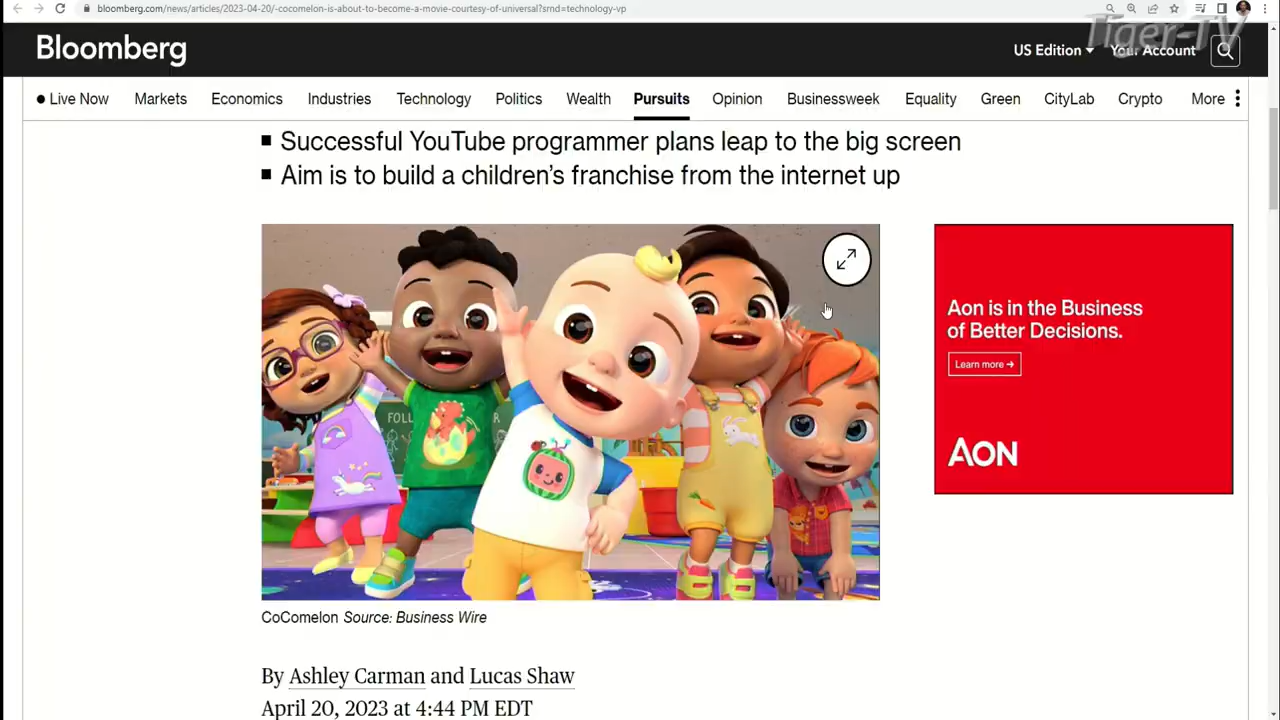 bloomberg.com/news/articles/2023-04-20/-cocomelon-is-about-to-become-a-movie-courtesy-of-universal?srnd=technology-vp
Tiger-TV
Bloomberg
US Edition
Your Account
Live Now Markets Economics Industries Technology Politics Wealth Pursuits Opinion Businessweek Equality Green CityLab Crypto More
Successful YouTube programmer plans leap to the big screen
Aim is to build a children's franchise from the internet up
FOLL R
Aon is in the Business
of Better Decisions.
Learn more →
AON
CoComelon Source: Business Wire
By Ashley Carman and Lucas Shaw
April 20, 2023 at 4:44 PM EDT